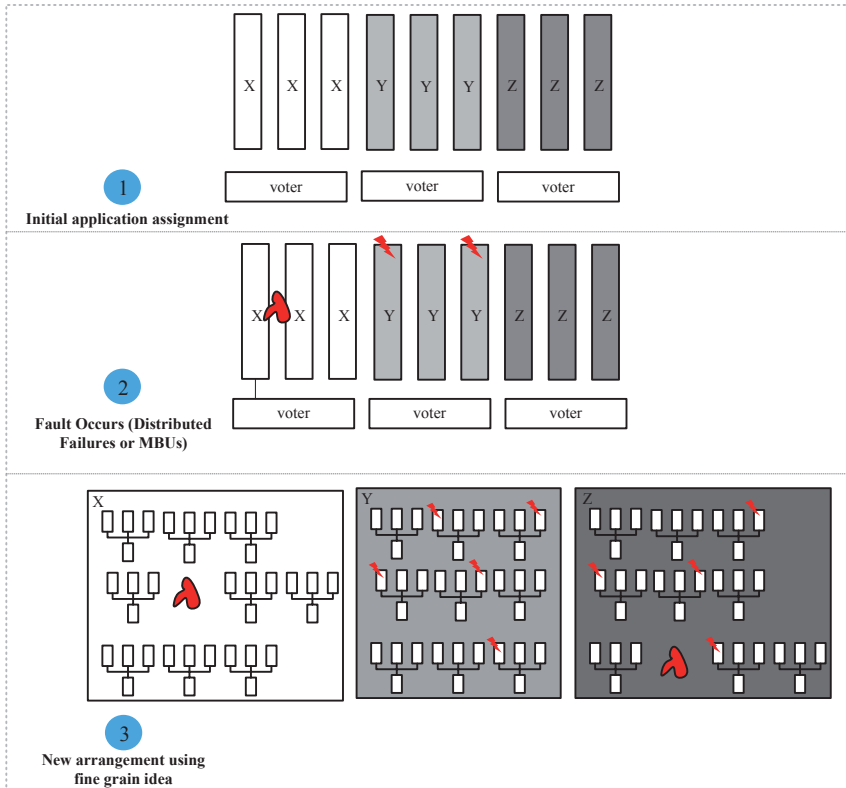 X X X Y Y Y Z Z Z
voter voter voter
1
Initial application assignment
X X X Y Y Y Z Z Z
voter voter voter
2
Fault Occurs (Distributed
Failures or MBUs)
X Y Z
3
New arrangement using
fine grain idea